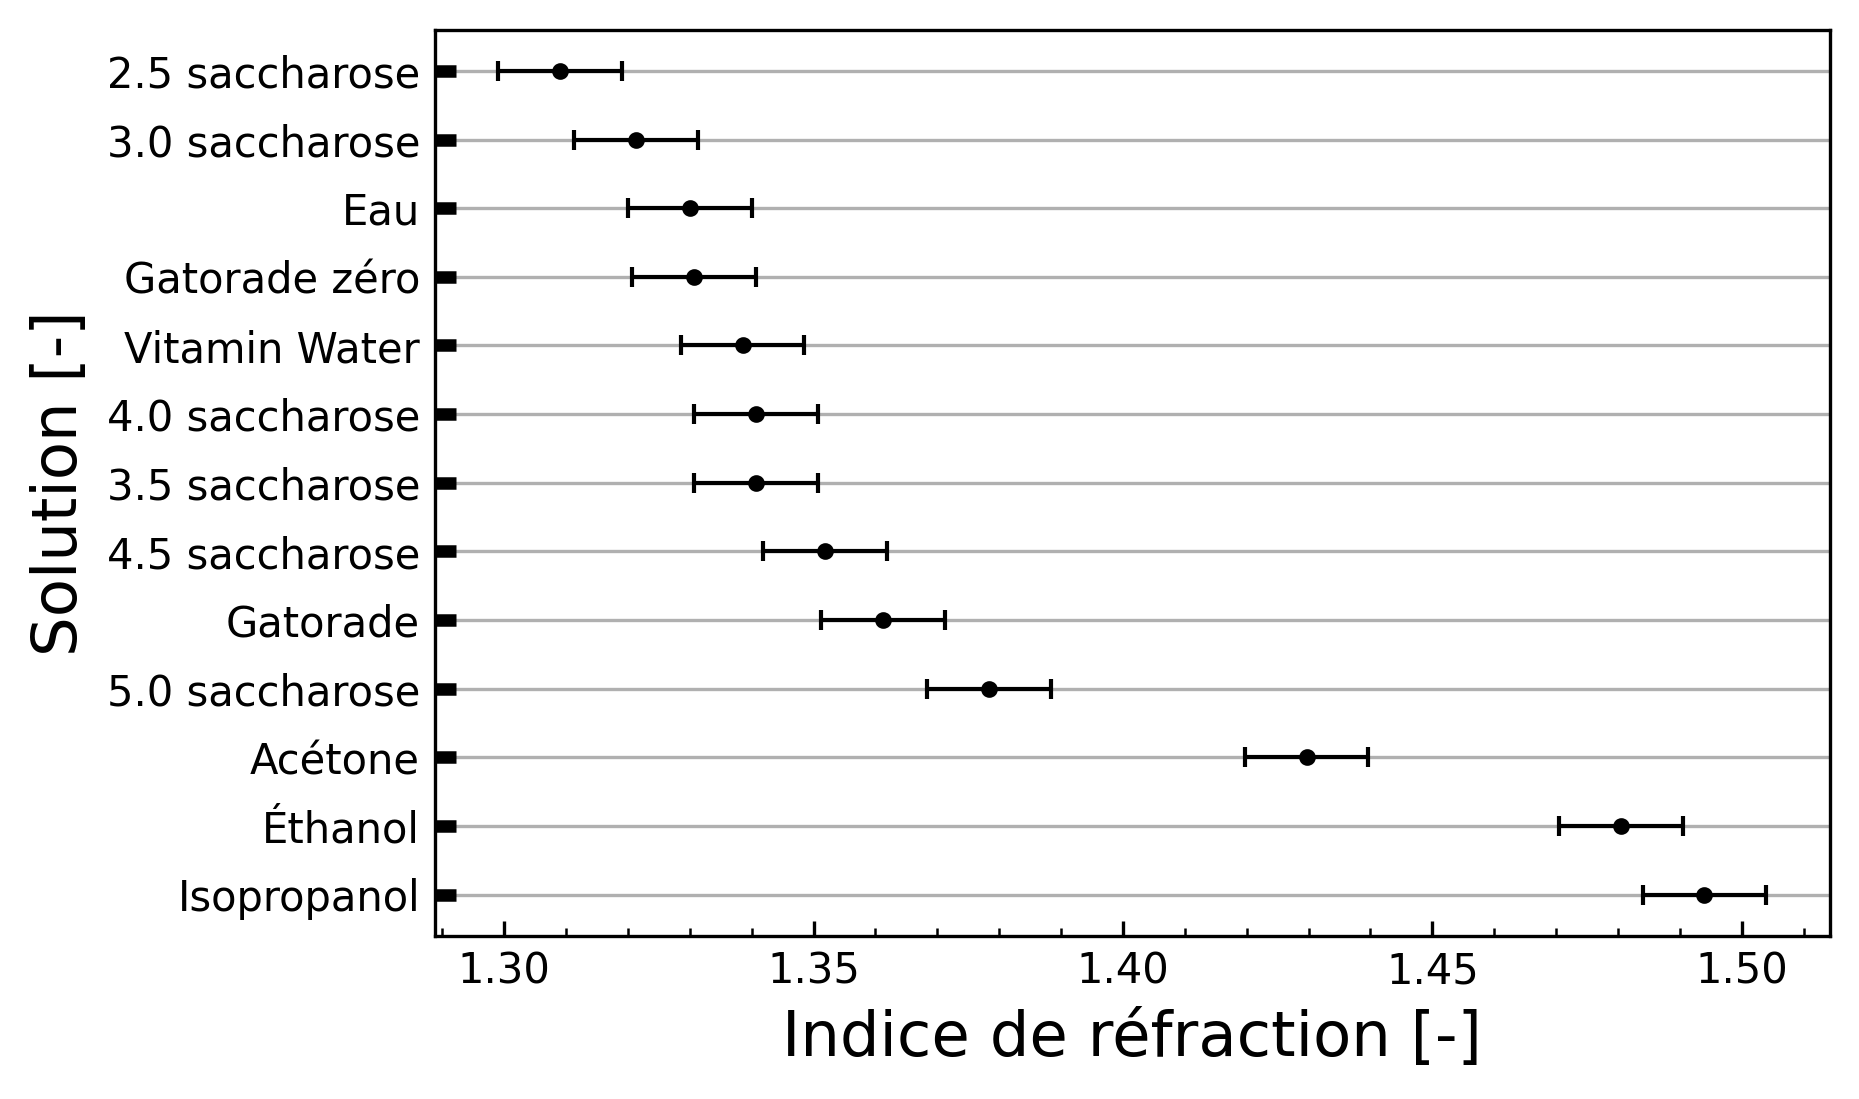 Solution [-]
2.5 saccharose
3.0 saccharose
Eau
Gatorade zéro
Vitamin Water
4.0 saccharose
3.5 saccharose
4.5 saccharose
Gatorade
5.0 saccharose
Acétone
Éthanol
Isopropanol
1.30 1.35 1.40 1.45 1.50
Indice de réfraction [-]